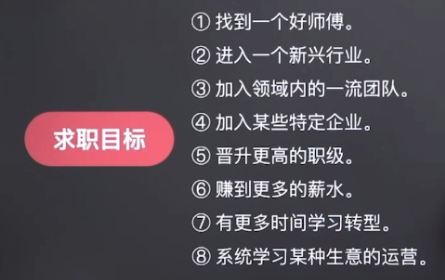 求职目标
① 找到一个好师傅。
② 进入一个新兴行业。
③ 加入领域内的一流团队。
④ 加入某些特定企业。
⑤ 晋升更高的职级。
⑥ 赚到更多的薪水。
⑦ 有更多时间学习转型。
⑧ 系统学习某种生意的运营。